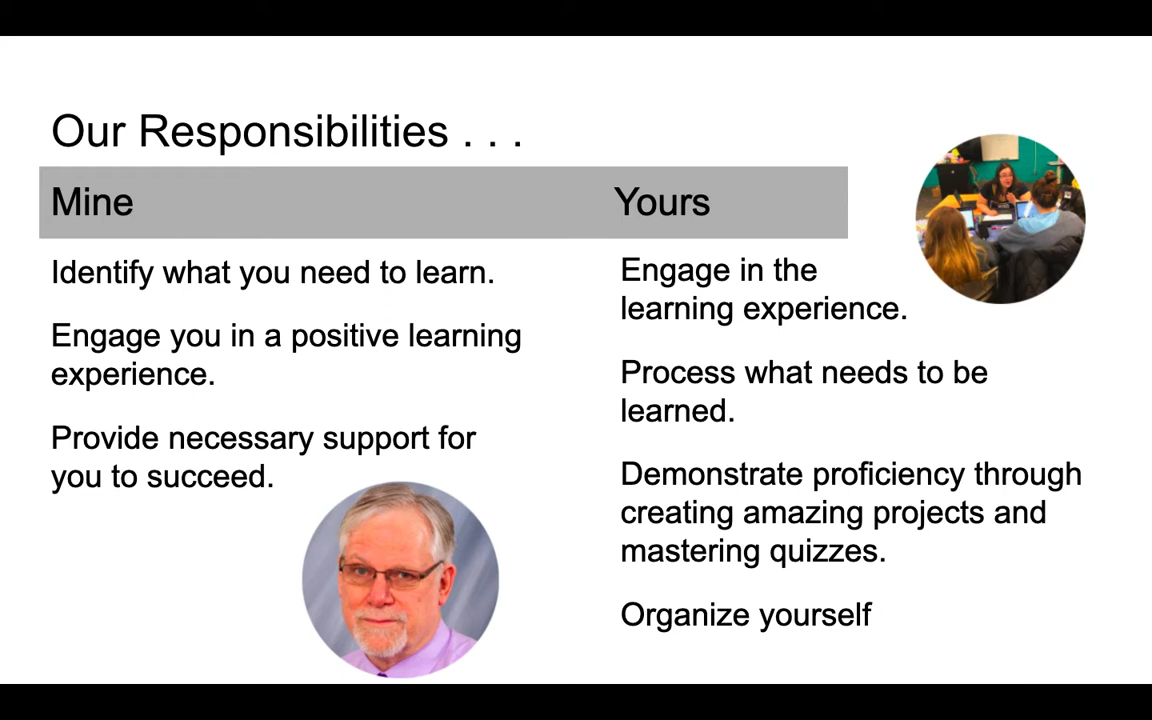 Our Responsibilities . . .
Mine
Yours
Identify what you need to learn.
Engage you in a positive learning
experience.
Provide necessary support for
you to succeed.
Engage in the
learning experience.
Process what needs to be
learned.
Demonstrate proficiency through
creating amazing projects and
mastering quizzes.
Organize yourself